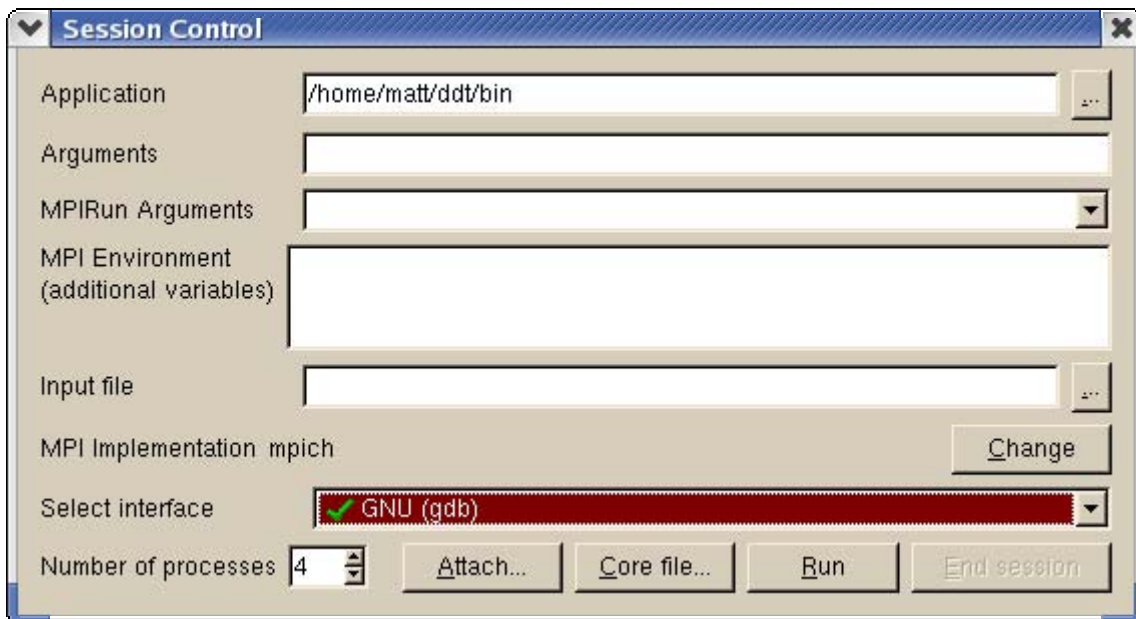 Session Control
Application /home/matt/ddt/bin ...
Arguments
MPIRun Arguments
MPI Environment
(additional variables)
Input file ...
MPI Implementation mpich Change
Select interface GNU (gdb)
Number of processes 4 Attach... Core file... Run End session